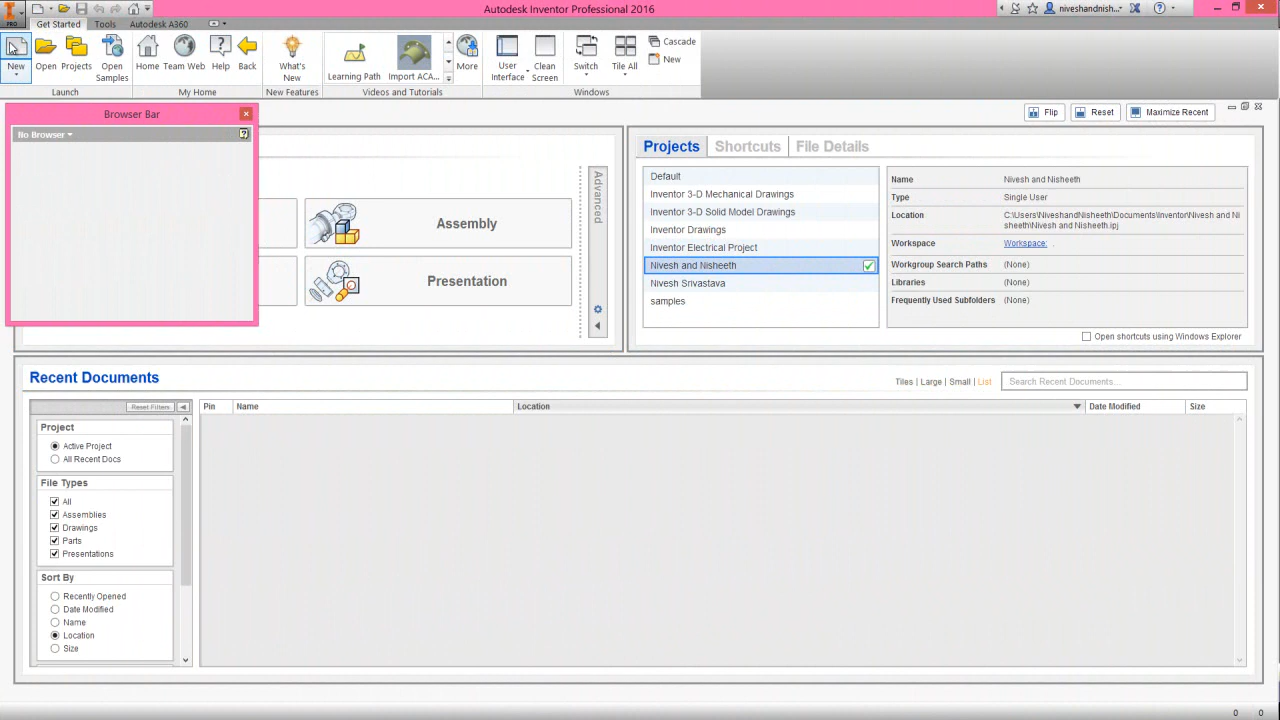 Autodesk Inventor Professional 2016
niveshandnish...
PRO
Get Started
Tools
Autodesk A360
New
Open
Projects
Open
Samples
Home
Team Web
Help
Back
What's
New
Learning Path
Import ACA...
More
User
Interface
Clean
Screen
Switch
Tile All
Cascade
New
Launch
My Home
New Features
Videos and Tutorials
Windows
Browser Bar
No Browser
Flip
Reset
Maximize Recent
Assembly
Presentation
Advanced
Projects
Shortcuts
File Details
Default
Inventor 3-D Mechanical Drawings
Inventor 3-D Solid Model Drawings
Inventor Drawings
Inventor Electrical Project
Nivesh and Nisheeth
Nivesh Srivastava
samples
Name Nivesh and Nisheeth
Type Single User
Location C:\Users\NiveshandNisheeth\Documents\Inventor\Nivesh and Ni
sheeth\Nivesh and Nisheeth.ipj
Workspace Workspace: .
Workgroup Search Paths (None)
Libraries (None)
Frequently Used Subfolders (None)
Open shortcuts using Windows Explorer
Recent Documents
Tiles | Large | Small | List
Search Recent Documents...
Reset Filters
Pin Name Location Date Modified Size
Project
Active Project
All Recent Docs
File Types
All
Assemblies
Drawings
Parts
Presentations
Sort By
Recently Opened
Date Modified
Name
Location
Size
0 0